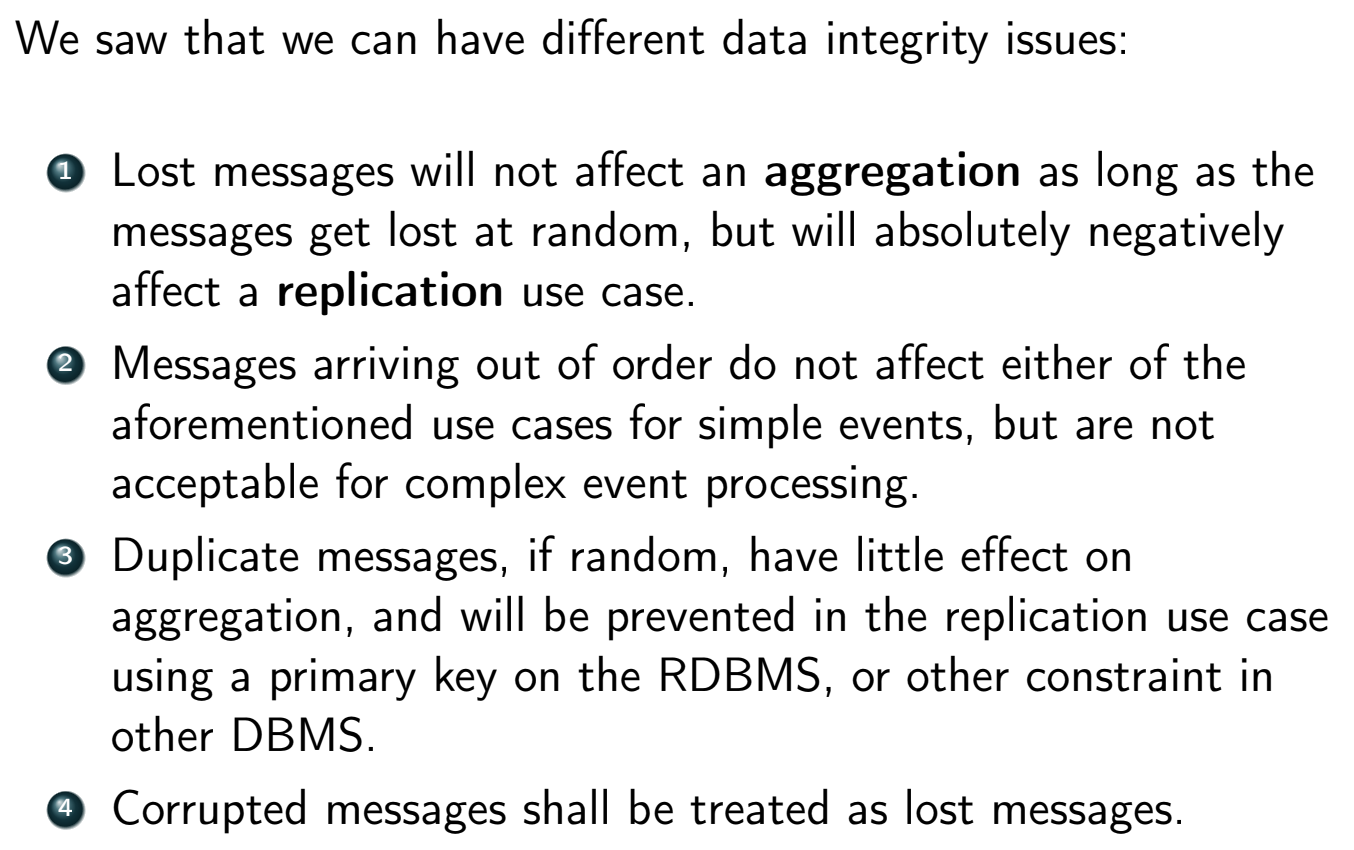 We saw that we can have different data integrity issues:
1 Lost messages will not affect an aggregation as long as the
messages get lost at random, but will absolutely negatively
affect a replication use case.
2 Messages arriving out of order do not affect either of the
aforementioned use cases for simple events, but are not
acceptable for complex event processing.
3 Duplicate messages, if random, have little effect on
aggregation, and will be prevented in the replication use case
using a primary key on the RDBMS, or other constraint in
other DBMS.
4 Corrupted messages shall be treated as lost messages.